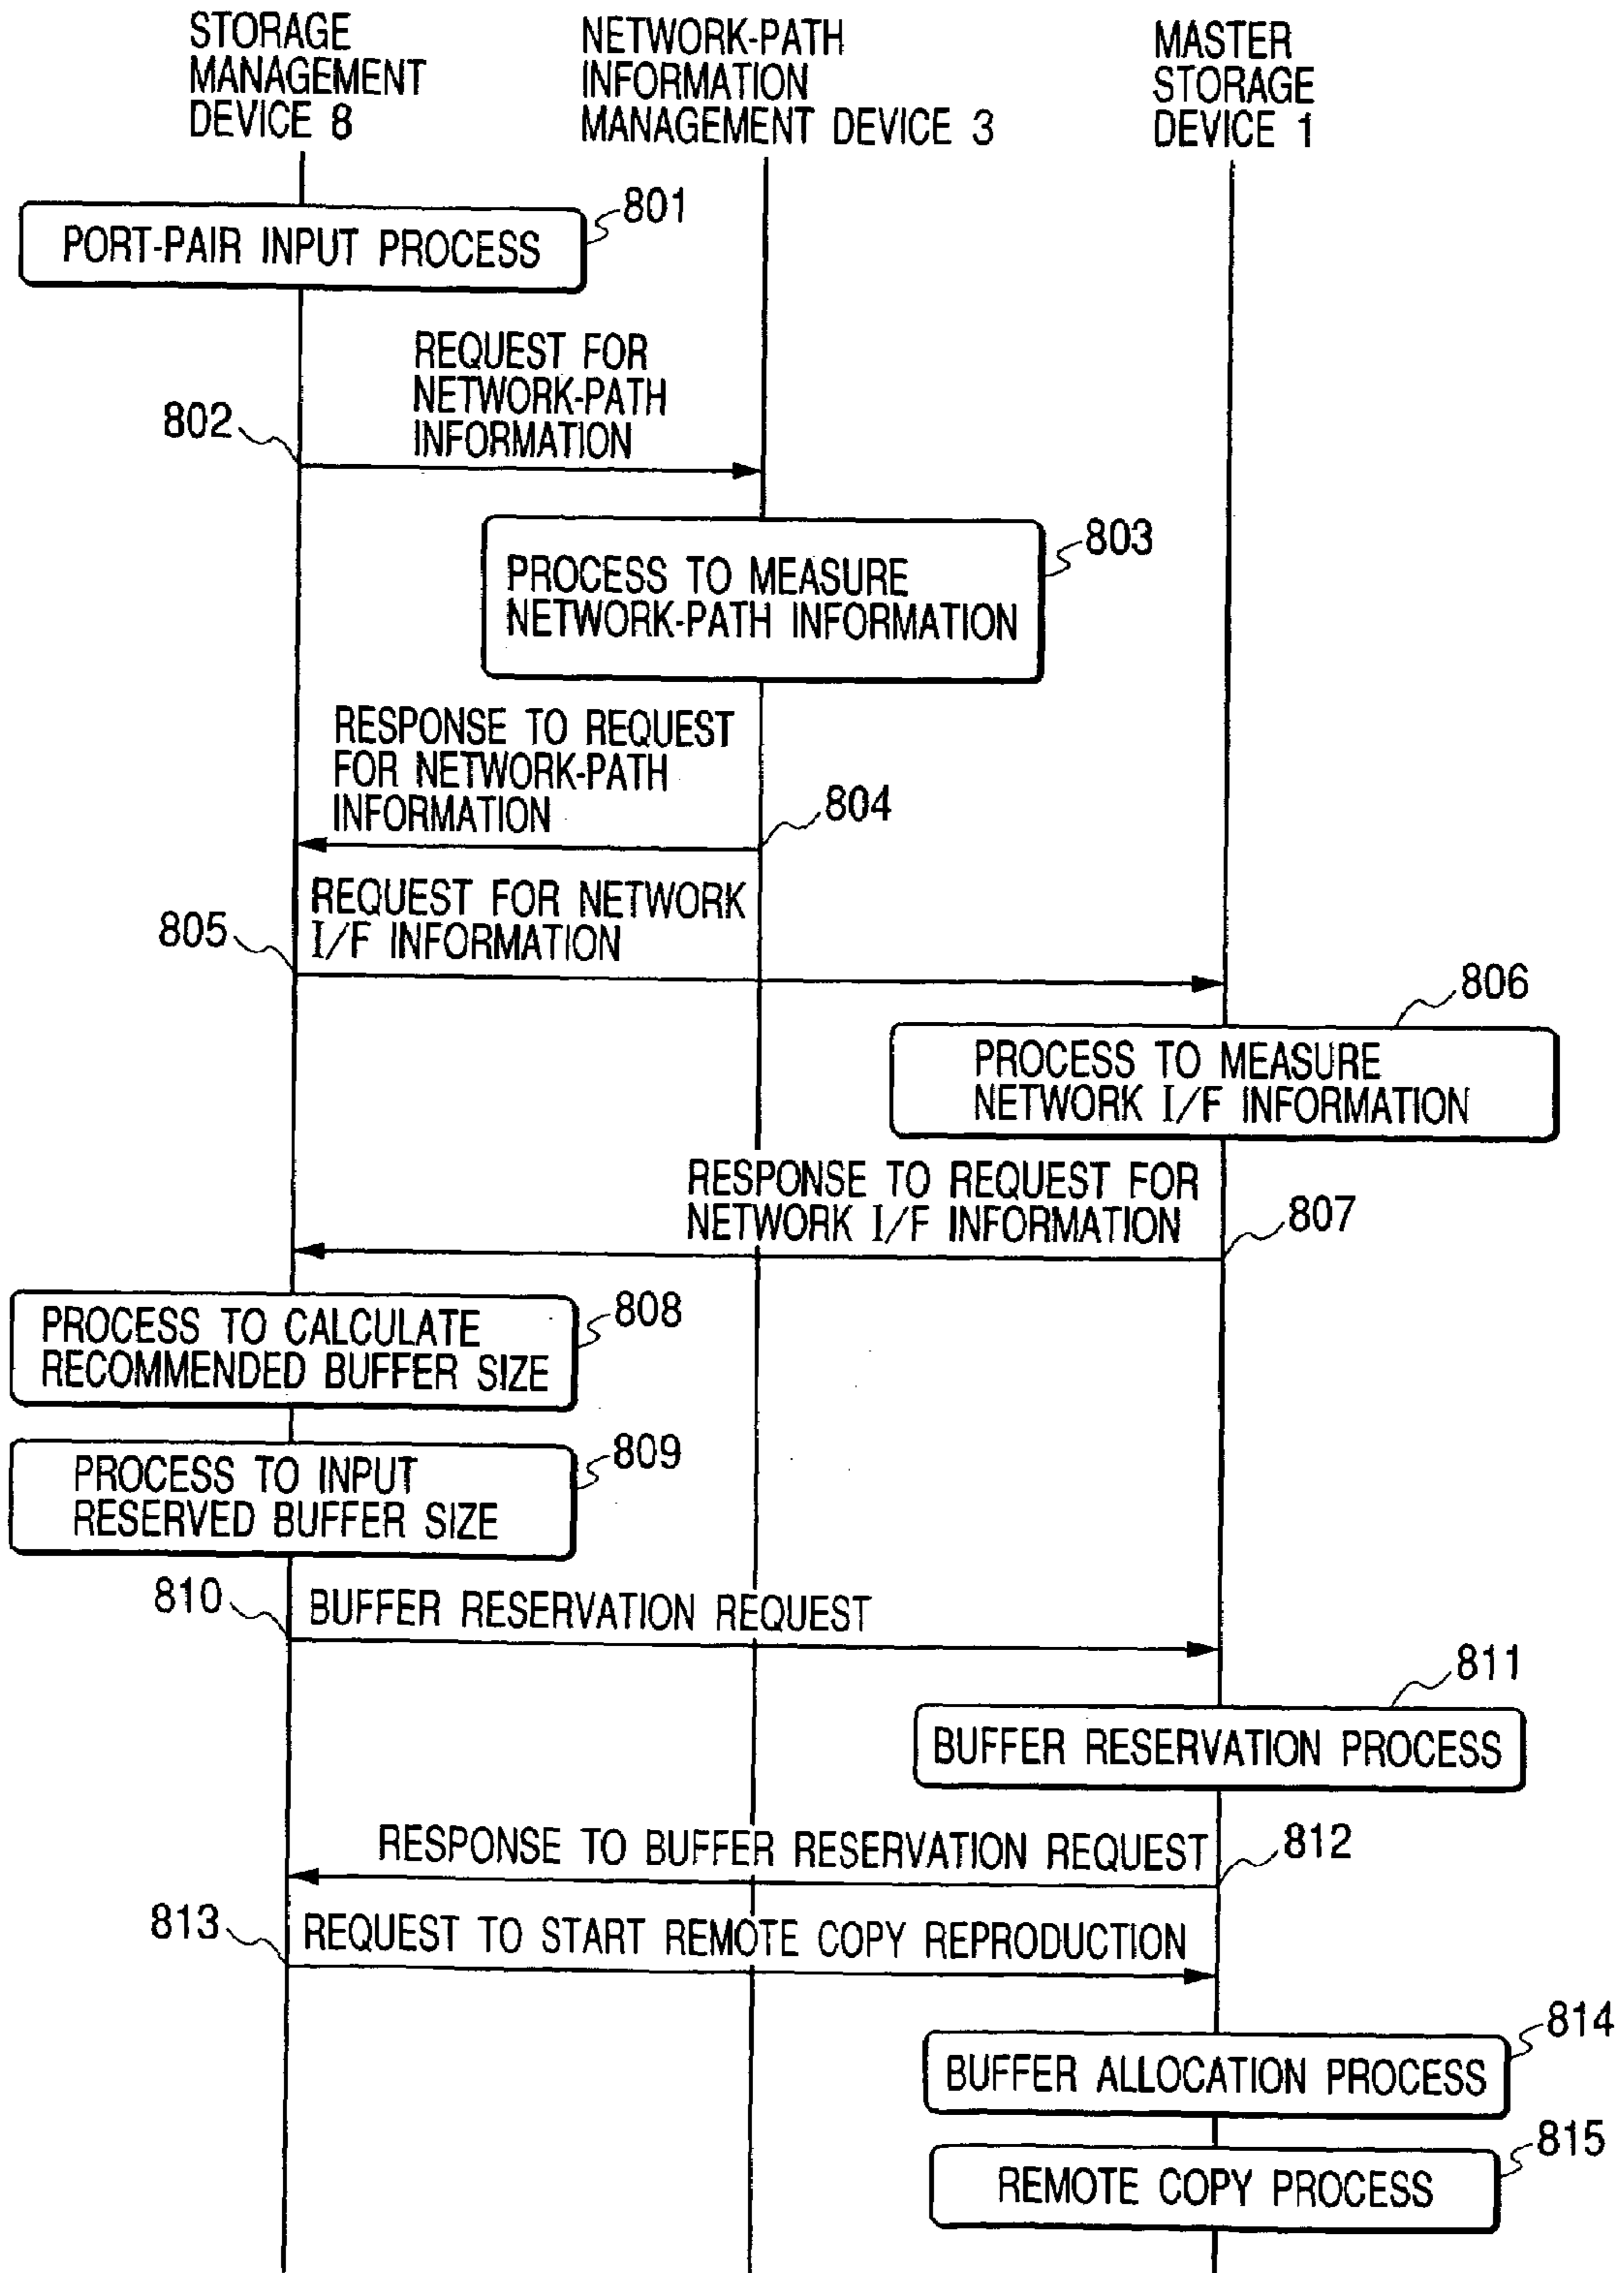 STORAGE
MANAGEMENT
DEVICE 8
NETWORK-PATH
INFORMATION
MANAGEMENT DEVICE 3
MASTER
STORAGE
DEVICE 1
801
PORT-PAIR INPUT PROCESS
REQUEST FOR
NETWORK-PATH
INFORMATION
802
803
PROCESS TO MEASURE
NETWORK-PATH INFORMATION
RESPONSE TO REQUEST
FOR NETWORK-PATH
INFORMATION
804
REQUEST FOR NETWORK
I/F INFORMATION
805
806
PROCESS TO MEASURE
NETWORK I/F INFORMATION
RESPONSE TO REQUEST FOR
NETWORK I/F INFORMATION
807
PROCESS TO CALCULATE
RECOMMENDED BUFFER SIZE
808
PROCESS TO INPUT
RESERVED BUFFER SIZE
809
810
BUFFER RESERVATION REQUEST
811
BUFFER RESERVATION PROCESS
RESPONSE TO BUFFER RESERVATION REQUEST
812
813
REQUEST TO START REMOTE COPY REPRODUCTION
814
BUFFER ALLOCATION PROCESS
815
REMOTE COPY PROCESS